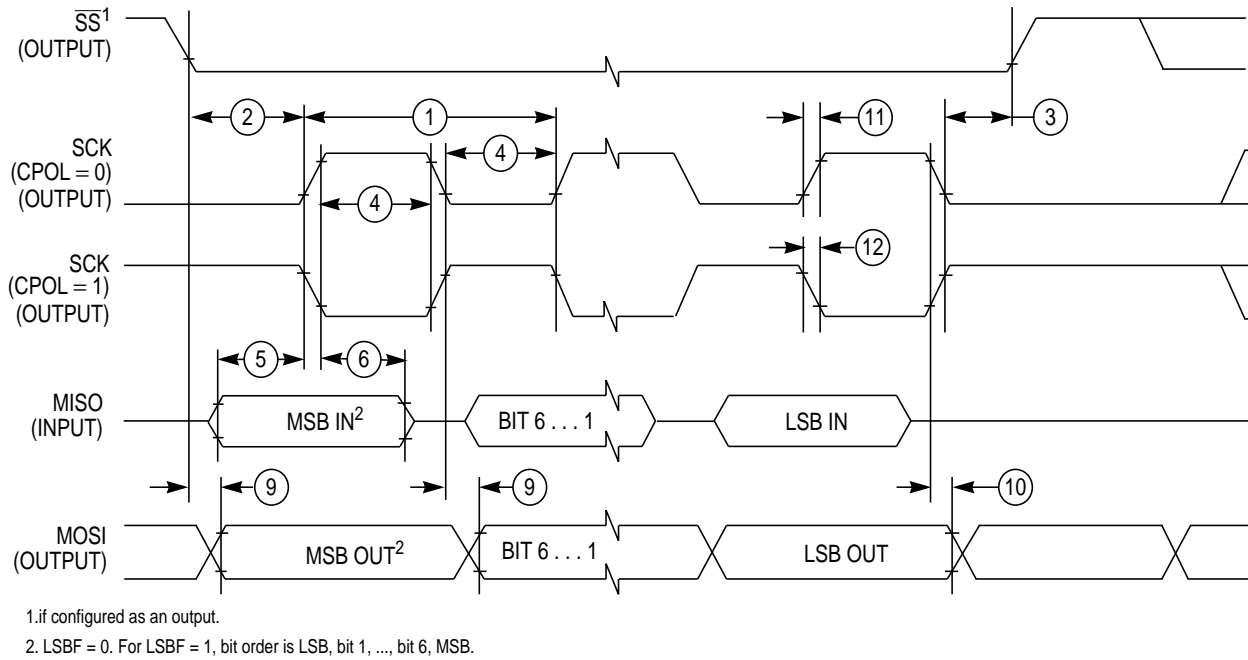 SS1
(OUTPUT)
2
1
11
3
SCK
(CPOL = 0)
(OUTPUT)
4
4
12
SCK
(CPOL = 1)
(OUTPUT)
5
6
MISO
(INPUT)
MSB IN2
BIT 6 . . . 1
LSB IN
9
9
10
MOSI
(OUTPUT)
MSB OUT2
BIT 6 . . . 1
LSB OUT
1.if configured as an output.
2. LSBF = 0. For LSBF = 1, bit order is LSB, bit 1, ..., bit 6, MSB.